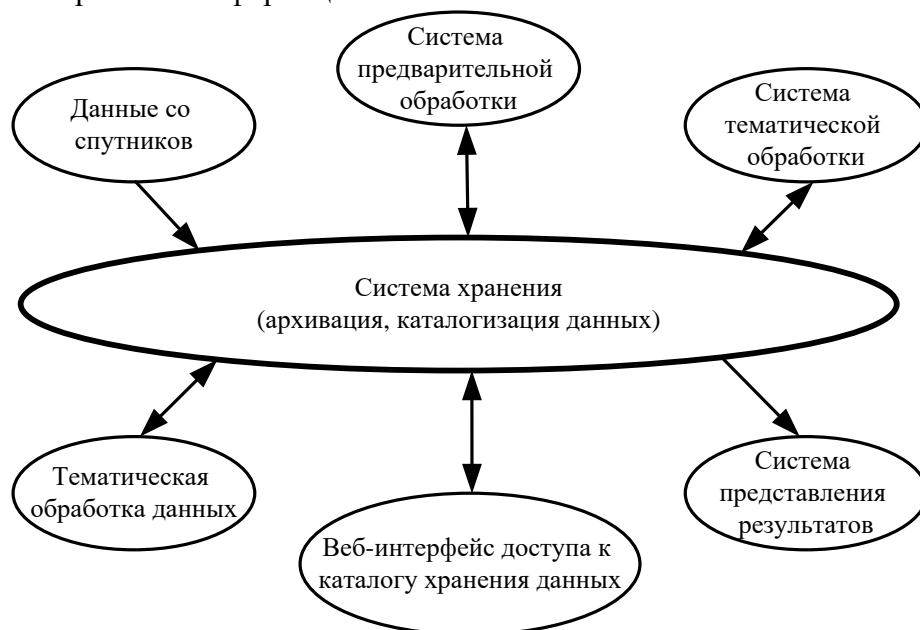 Система
предварительной
обработки
Данные со
спутников
Система
тематической
обработки
Система хранения
(архивация, каталогизация данных)
Тематическая
обработка данных
Веб-интерфейс доступа к
каталогу хранения данных
Система
представления
результатов